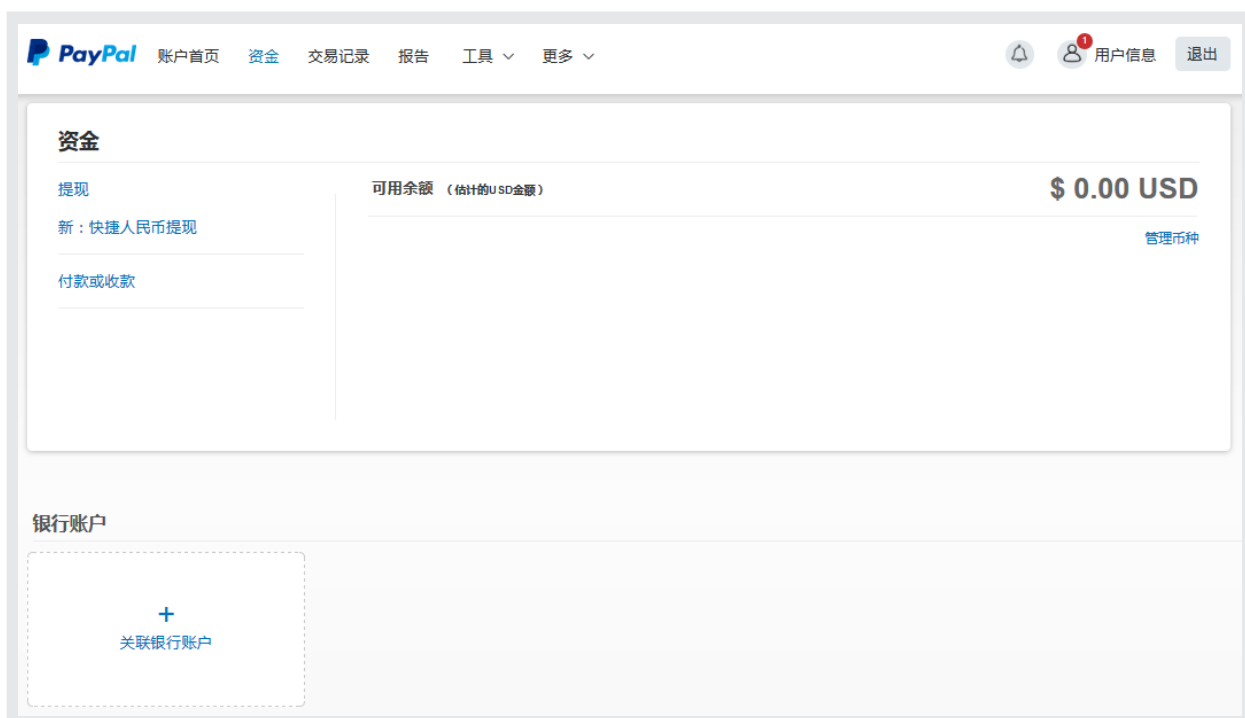 PayPal 账户首页 资金 交易记录 报告 工具 更多 1 用户信息 退出
资金
提现 可用余额 （估计的USD金额） $ 0.00 USD
新：快捷人民币提现 管理币种
付款或收款
银行账户
+
关联银行账户